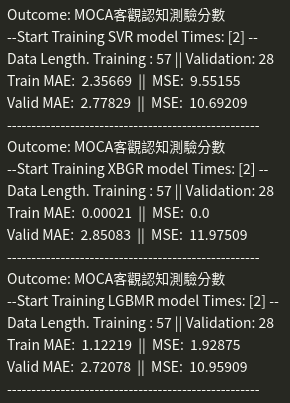 Outcome: MOCA客觀認知測驗分數
--Start Training SVR model Times: [2] --
Data Length. Training : 57 || Validation: 28
Train MAE:  2.35669  ||  MSE:  9.55155
Valid MAE:  2.77829  ||  MSE:  10.69209
----------------------------------------------------
Outcome: MOCA客觀認知測驗分數
--Start Training XBGR model Times: [2] --
Data Length. Training : 57 || Validation: 28
Train MAE:  0.00021  ||  MSE:  0.0
Valid MAE:  2.85083  ||  MSE:  11.97509
----------------------------------------------------
Outcome: MOCA客觀認知測驗分數
--Start Training LGBMR model Times: [2] --
Data Length. Training : 57 || Validation: 28
Train MAE:  1.12219  ||  MSE:  1.92875
Valid MAE:  2.72078  ||  MSE:  10.95909
----------------------------------------------------